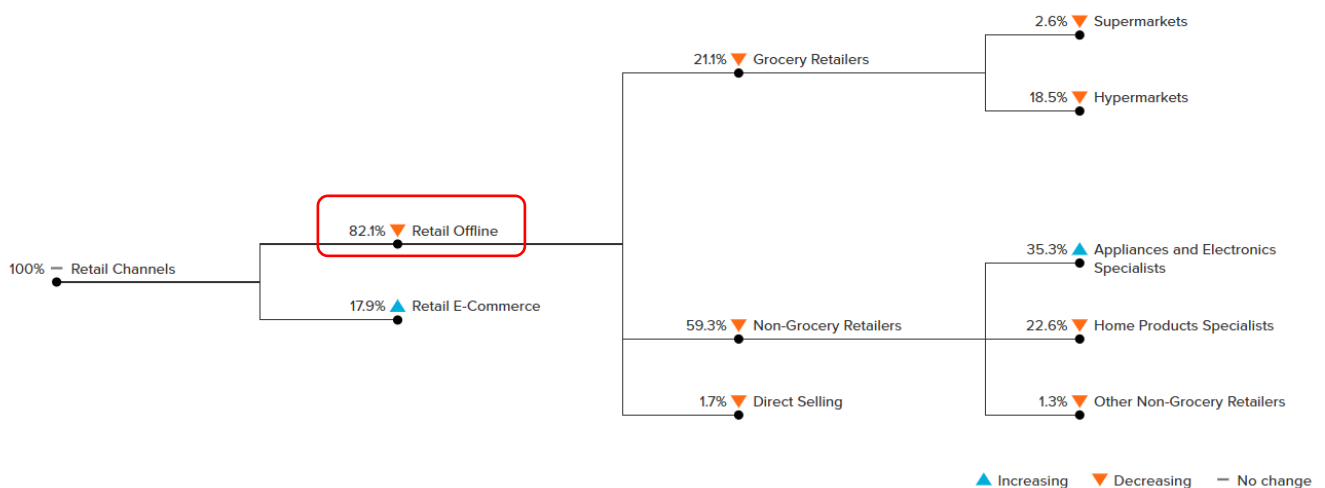 2.6% Supermarkets
21.1% Grocery Retailers
18.5% Hypermarkets
82.1% Retail Offline
35.3% Appliances and Electronics
Specialists
100% Retail Channels
17.9% Retail E-Commerce
59.3% Non-Grocery Retailers
22.6% Home Products Specialists
1.7% Direct Selling
1.3% Other Non-Grocery Retailers
Increasing Decreasing No change